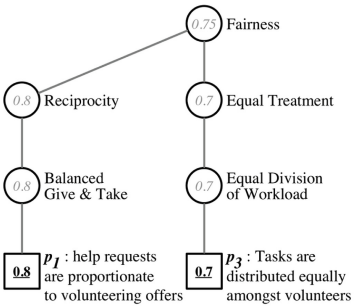 0.75 Fairness
0.8 Reciprocity
0.7 Equal Treatment
0.8 Balanced
Give & Take
0.7 Equal Division
of Workload
0.8 p1 : help requests
are proportionate
to volunteering offers
0.7 p3 : Tasks are
distributed equally
amongst volunteers